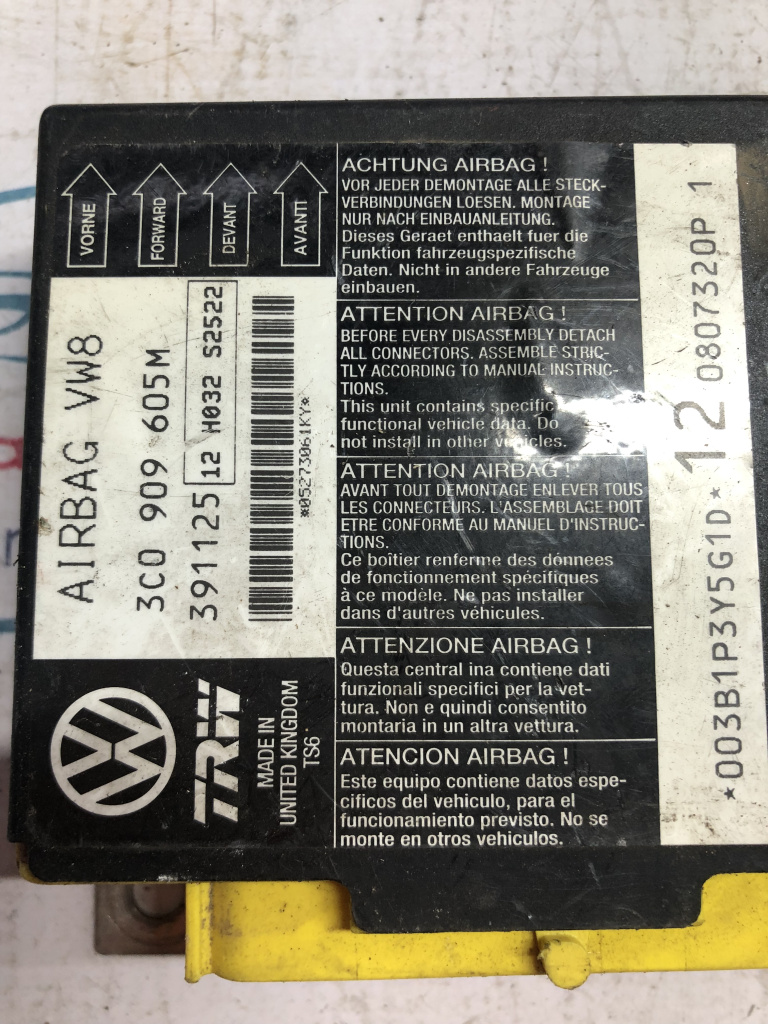 VORNE
FORWARD
DEVANT
AVANTI
AIRBAG VW8
3C0 909 605M
391125
12 H032 S2522
*05273061KY*
VW
TRW
MADE IN
UNITED KINGDOM
TS6
ACHTUNG AIRBAG !
VOR JEDER DEMONTAGE ALLE STECK-
VERBINDUNGEN LOESEN. MONTAGE
NUR NACH EINBAUANLEITUNG.
Dieses Geraet enthaelt fuer die
Funktion fahrzeugspezifische
Daten. Nicht in andere Fahrzeuge
einbauen.
ATTENTION AIRBAG !
BEFORE EVERY DISASSEMBLY DETACH
ALL CONNECTORS. ASSEMBLE STRIC-
TLY ACCORDING TO MANUAL INSTRUC-
TIONS.
This unit contains specific
functional vehicle data. Do
not install in other vehicles.
ATTENTION AIRBAG !
AVANT TOUT DEMONTAGE ENLEVER TOUS
LES CONNECTEURS. L'ASSEMBLAGE DOIT
ETRE CONFORME AU MANUEL D'INSTRUC-
TIONS.
Ce boîtier renferme des données
de fonctionnement spécifiques
à ce modèle. Ne pas installer
dans d'autres véhicules.
ATTENZIONE AIRBAG !
Questa central ina contiene dati
funzionali specifici per la vet-
tura. Non e quindi consentito
montaria in un altra vettura.
ATENCION AIRBAG !
Este equipo contiene datos espe-
cificos del vehiculo, para el
funcionamiento previsto. No se
monte en otros vehiculos.
*003B1P3Y5G1D*
12 0807320P 1